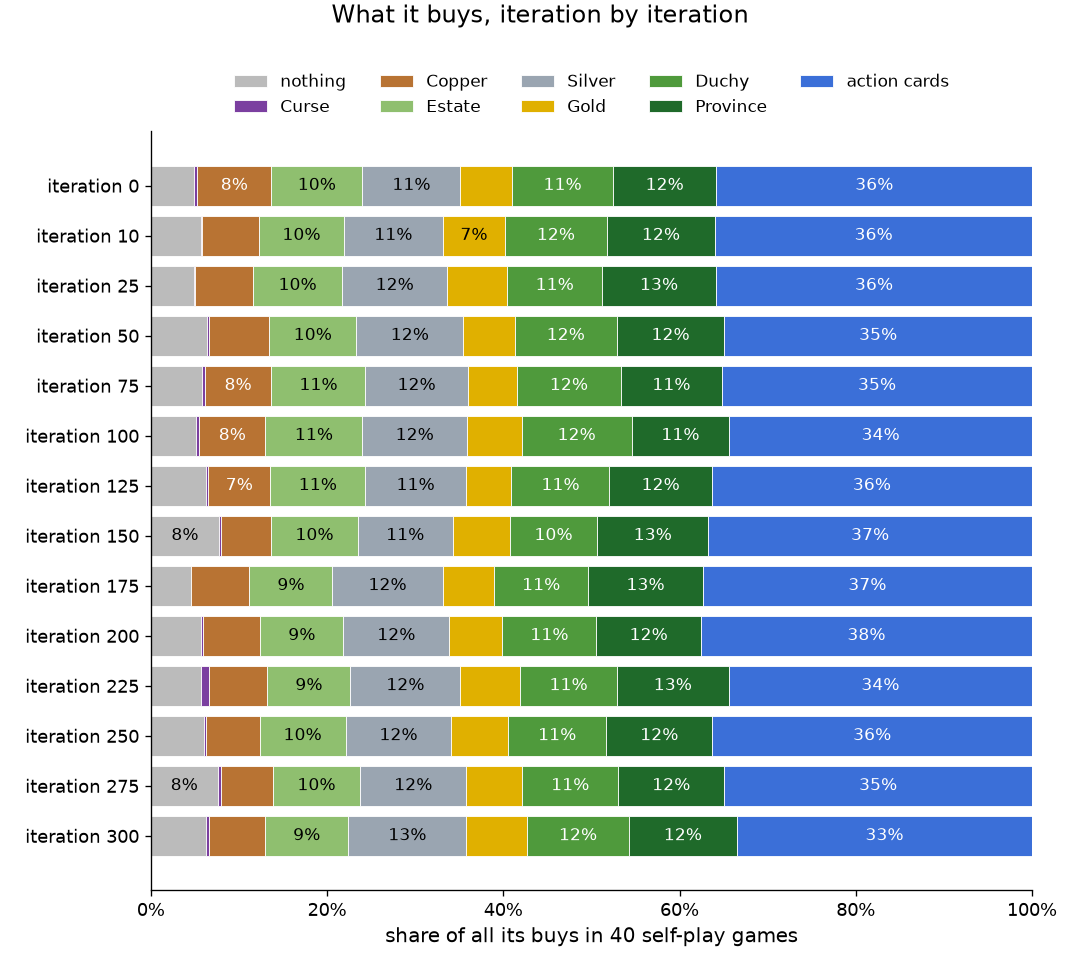 What it buys, iteration by iteration
nothing Copper Silver Duchy action cards
Curse Estate Gold Province
iteration 0 8% 10% 11% 11% 12% 36%
iteration 10 10% 11% 7% 12% 12% 36%
iteration 25 10% 12% 11% 13% 36%
iteration 50 10% 12% 12% 12% 35%
iteration 75 8% 11% 12% 12% 11% 35%
iteration 100 8% 11% 12% 12% 11% 34%
iteration 125 7% 11% 11% 11% 12% 36%
iteration 150 8% 10% 11% 10% 13% 37%
iteration 175 9% 12% 11% 13% 37%
iteration 200 9% 12% 11% 12% 38%
iteration 225 9% 12% 11% 13% 34%
iteration 250 10% 12% 11% 12% 36%
iteration 275 8% 10% 12% 11% 12% 35%
iteration 300 9% 13% 12% 12% 33%
0% 20% 40% 60% 80% 100%
share of all its buys in 40 self-play games